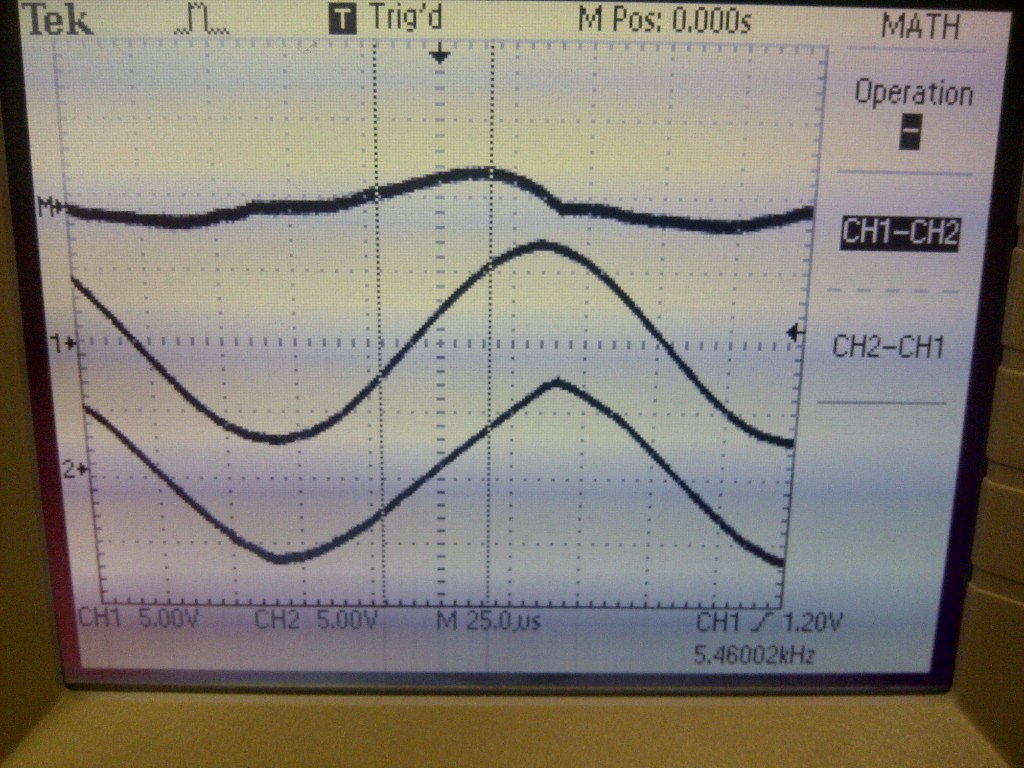 Tek T Trig'd M Pos: 0.000s MATH
Operation
-
M
CH1-CH2
1
CH2-CH1
2
CH1 5.00V CH2 5.00V M 25.0µs CH1 1.20V
5.46002kHz